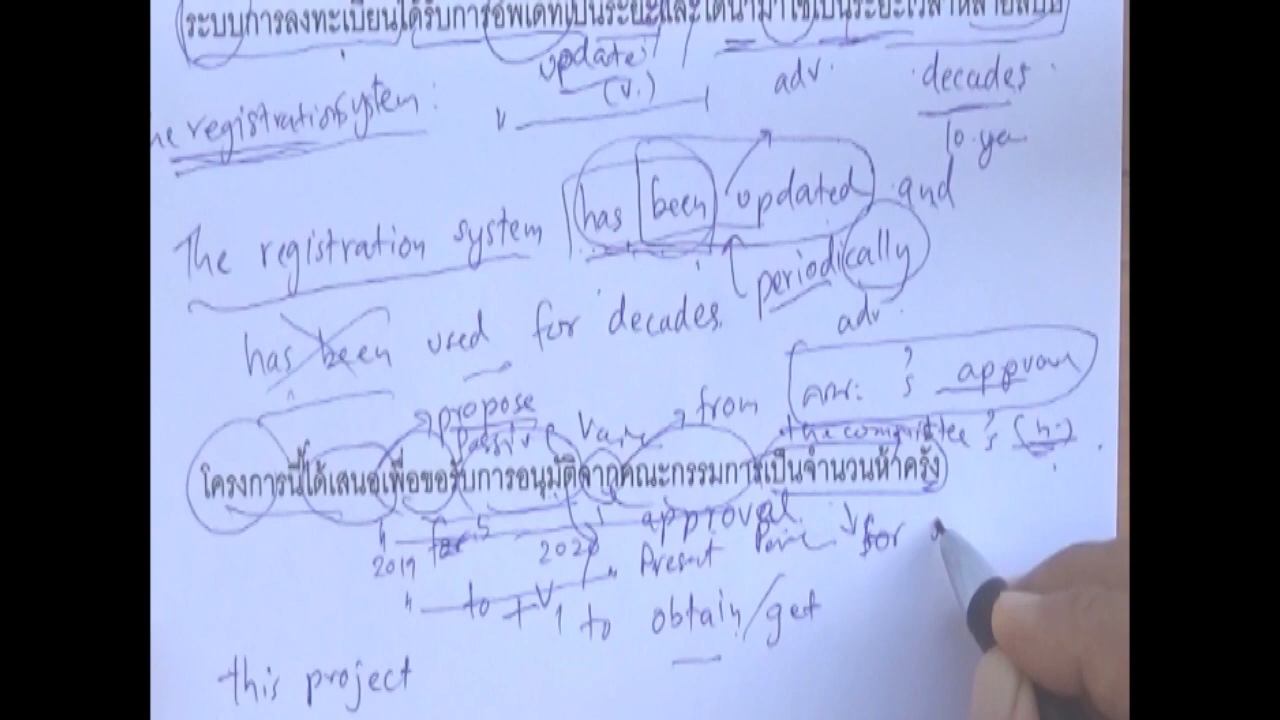 ระบบการลงทะเบียนได้รับการอัพเดทเป็นระยะและได้นำมาใช้เป็นระยะเวลาหลายสิบปี
update
(v.)
adv.
decades
the registration system:
10 yea
The registration system has been updated and
periodically
adv.
has been used for decades.
propose
from
คกก. 's approval
passiv
the committee's (n.)
โครงการนี้ได้เสนอเพื่อขอรับการอนุมัติจากคณะกรรมการเป็นจำนวนห้าครั้ง
for 5
approval
for
2019
2020
Present
to + V1 to obtain/get
this project